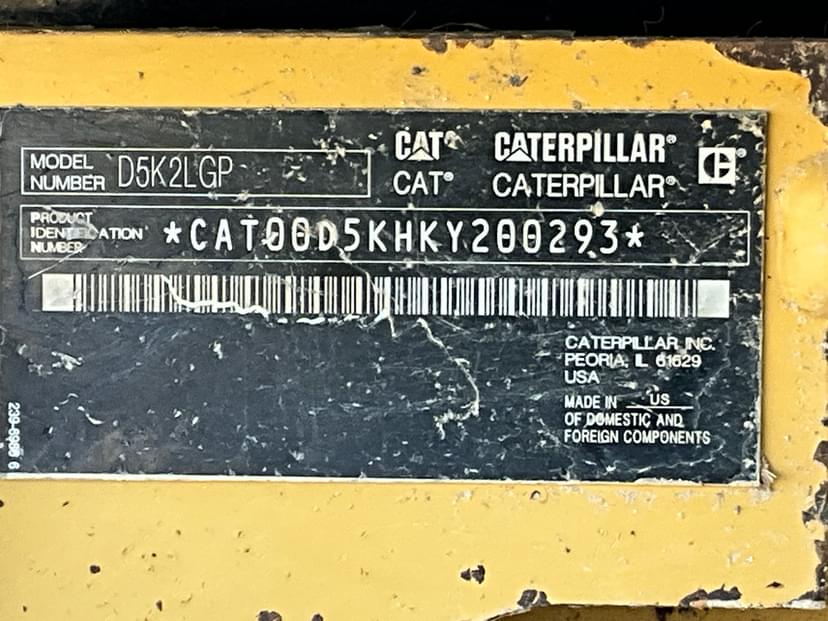 MODEL NUMBER D5K2LGP
CAT® CATERPILLAR®
CAT® CATERPILLAR®
PRODUCT IDENTIFICATION NUMBER *CAT00D5KHKY200293*
CATERPILLAR INC.
PEORIA, IL 61629
USA
MADE IN US
OF DOMESTIC AND
FOREIGN COMPONENTS